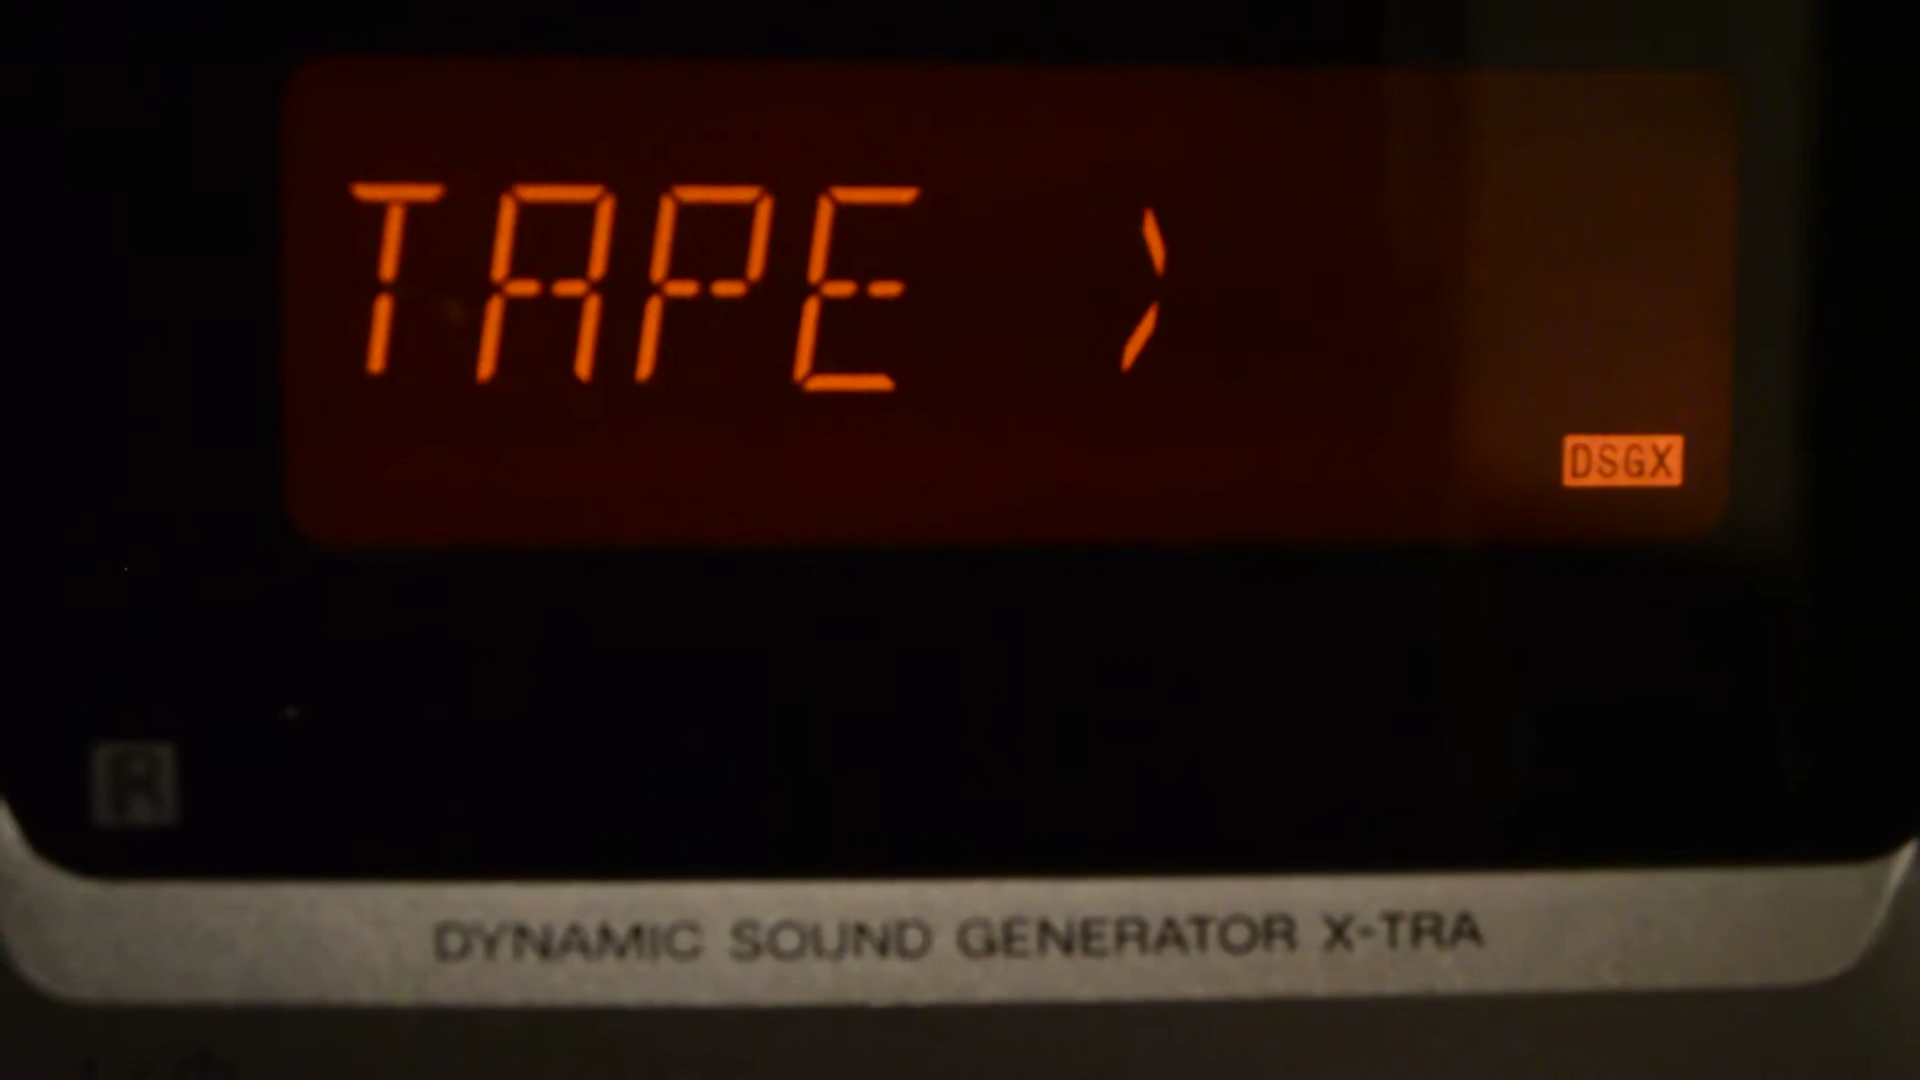 TAPE >
DSGX
R
DYNAMIC SOUND GENERATOR X-TRA